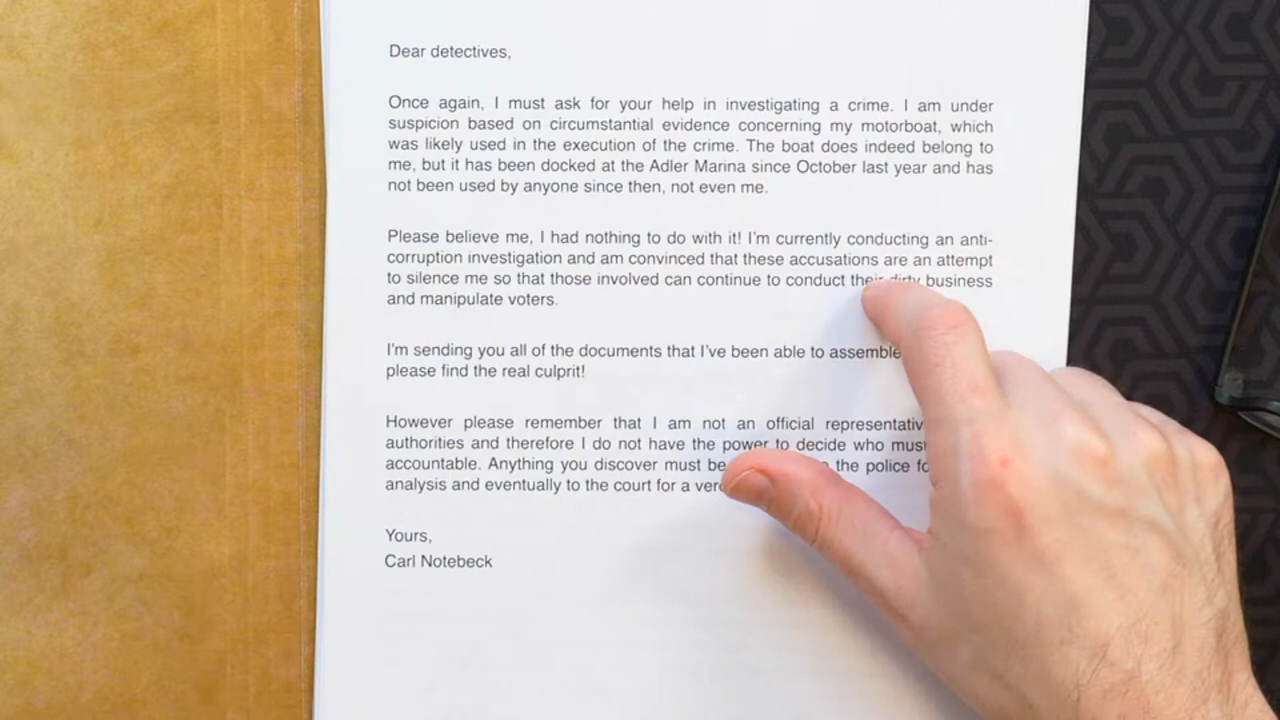 Dear detectives,
Once again, I must ask for your help in investigating a crime. I am under
suspicion based on circumstantial evidence concerning my motorboat, which
was likely used in the execution of the crime. The boat does indeed belong to
me, but it has been docked at the Adler Marina since October last year and has
not been used by anyone since then, not even me.
Please believe me, I had nothing to do with it! I'm currently conducting an anti-
corruption investigation and am convinced that these accusations are an attempt
to silence me so that those involved can continue to conduct their dirty business
and manipulate voters.
I'm sending you all of the documents that I've been able to assemble
please find the real culprit!
However please remember that I am not an official
authorities and therefore I do not have the power to decide who
accountable. Anything you discover must be the police
analysis and eventually to the court for a
Yours,
Carl Notebeck